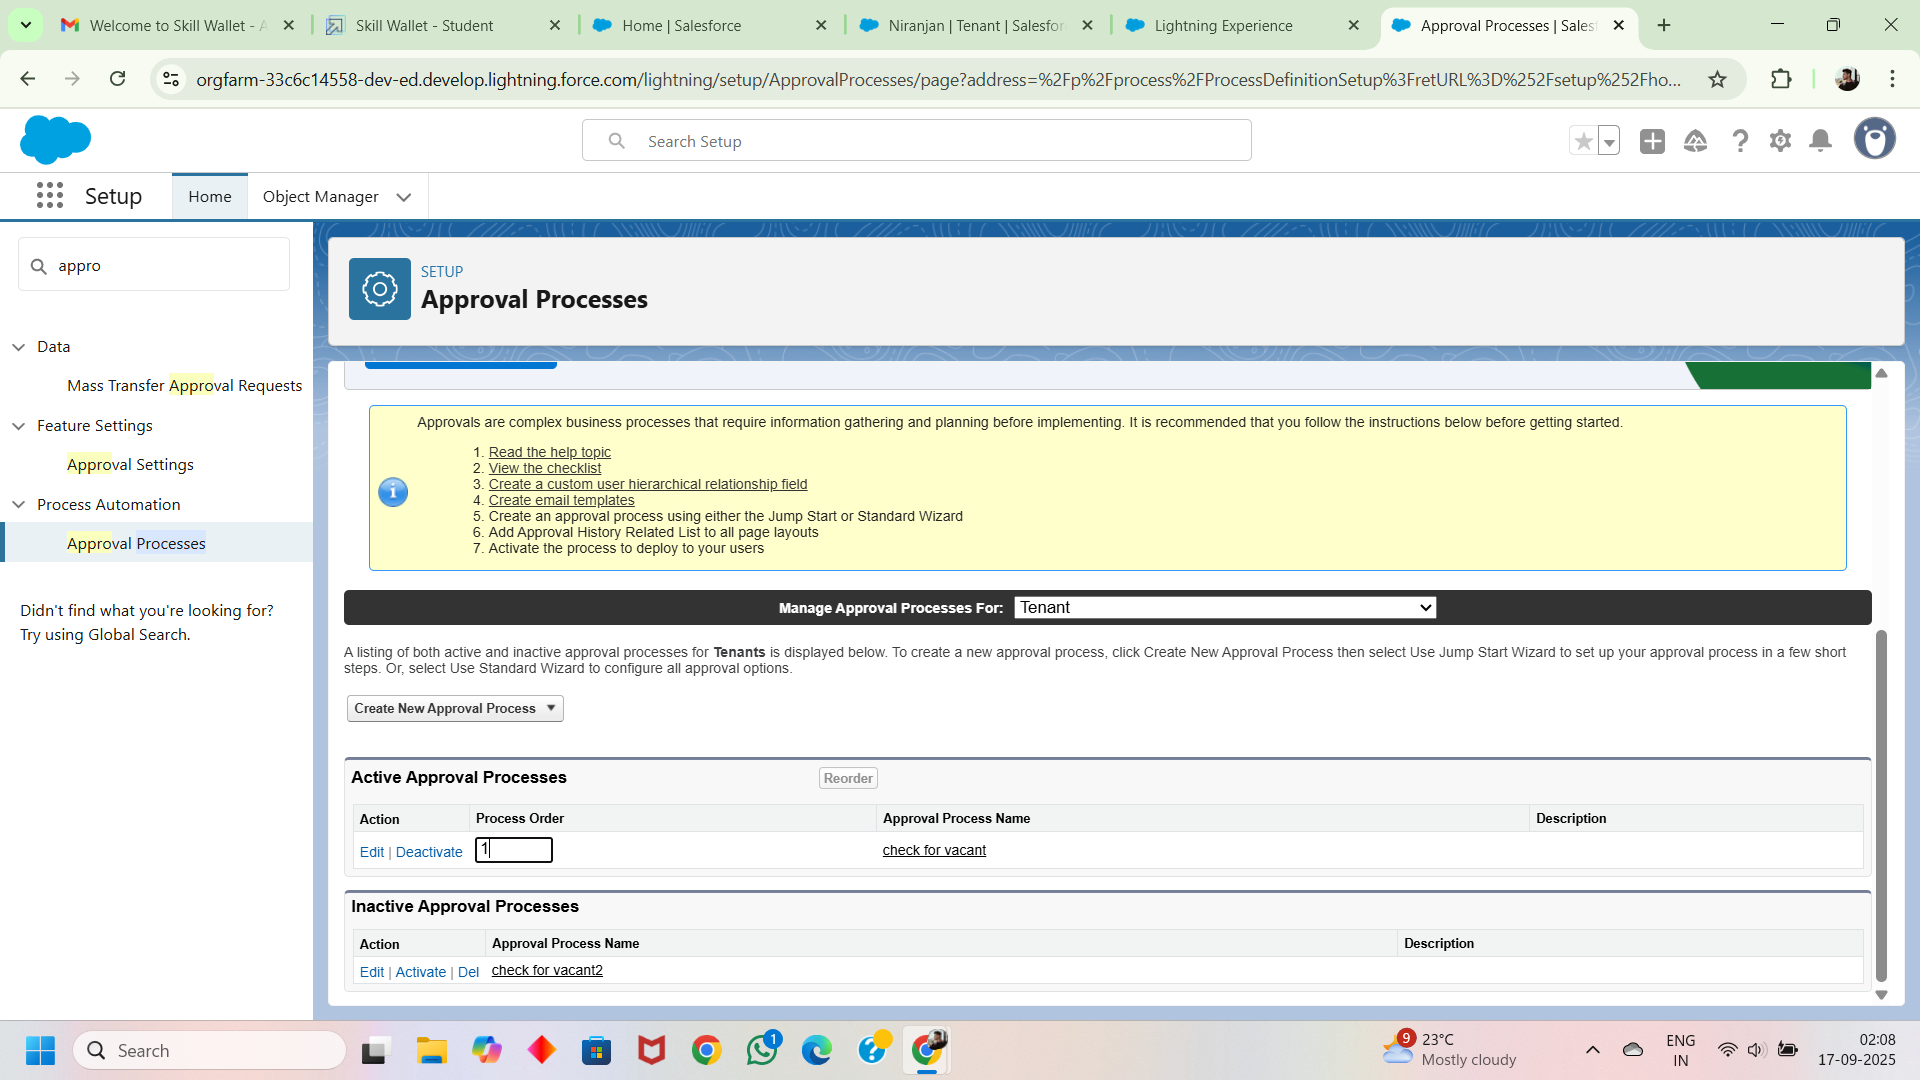 Welcome to Skill Wallet - A
Skill Wallet - Student
Home | Salesforce
Niranjan | Tenant | Salesfor
Lightning Experience
Approval Processes | Salesf
orgfarm-33c6c14558-dev-ed.develop.lightning.force.com/lightning/setup/ApprovalProcesses/page?address=%2Fp%2Fprocess%2FProcessDefinitionSetup%3FretURL%3D%252Fsetup%252Fho...
Search Setup
Setup
Home
Object Manager
appro
Data
Mass Transfer Approval Requests
Feature Settings
Approval Settings
Process Automation
Approval Processes
Didn't find what you're looking for?
Try using Global Search.
SETUP
Approval Processes
Approvals are complex business processes that require information gathering and planning before implementing. It is recommended that you follow the instructions below before getting started.
1. Read the help topic
2. View the checklist
3. Create a custom user hierarchical relationship field
4. Create email templates
5. Create an approval process using either the Jump Start or Standard Wizard
6. Add Approval History Related List to all page layouts
7. Activate the process to deploy to your users
Manage Approval Processes For: Tenant
A listing of both active and inactive approval processes for Tenants is displayed below. To create a new approval process, click Create New Approval Process then select Use Jump Start Wizard to set up your approval process in a few short
steps. Or, select Use Standard Wizard to configure all approval options.
Create New Approval Process
Active Approval Processes Reorder
Action Process Order Approval Process Name Description
Edit | Deactivate 1 check for vacant
Inactive Approval Processes
Action Approval Process Name Description
Edit | Activate | Del check for vacant2
Search
1
9
23°C
Mostly cloudy
ENG
IN
02:08
17-09-2025